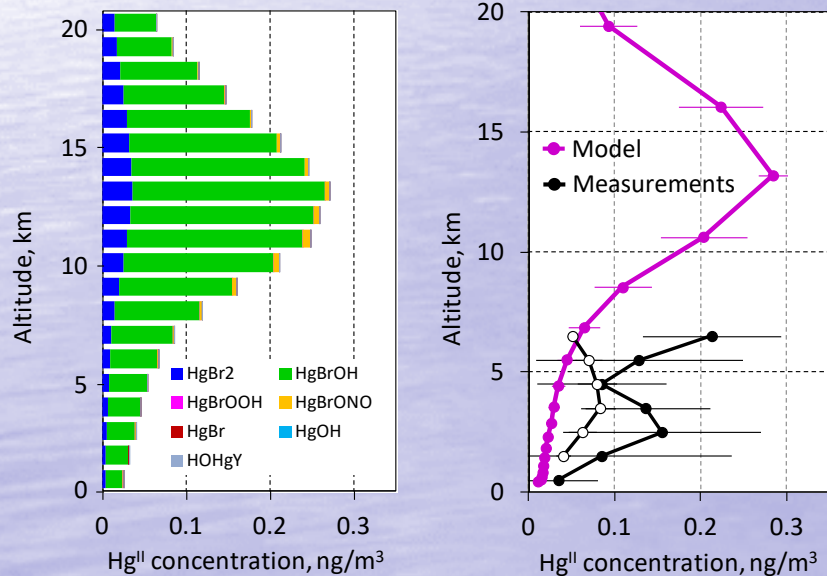 20
15
10
5
0
Altitude, km
HgBr2
HgBrOH
HgBrOOH
HgBrONO
HgBr
HgOH
HOHgY
0
0.1
0.2
0.3
Hgᴵᴵ concentration, ng/m³
20
15
10
5
0
Altitude, km
Model
Measurements
0
0.1
0.2
0.3
Hgᴵᴵ concentration, ng/m³